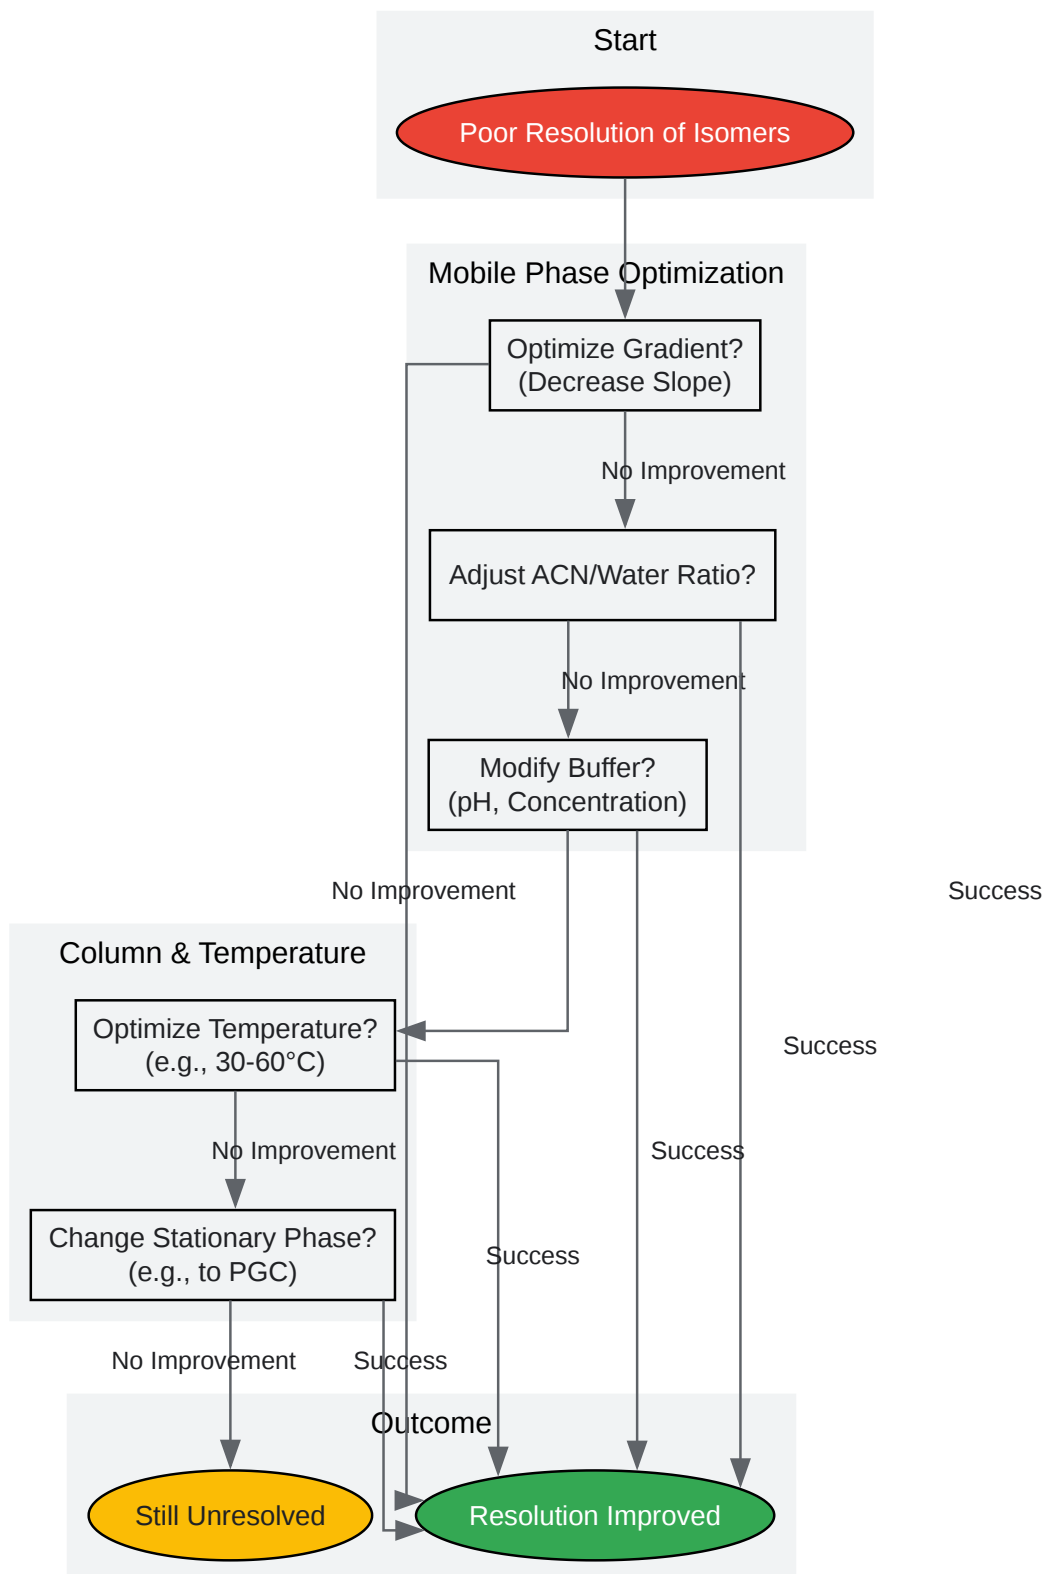 Start
Poor Resolution of Isomers
Mobile Phase Optimization
Optimize Gradient?
(Decrease Slope)
No Improvement
Adjust ACN/Water Ratio?
No Improvement
Modify Buffer?
(pH, Concentration)
No Improvement
Success
Column & Temperature
Optimize Temperature?
(e.g., 30-60°C)
Success
No Improvement
Success
Change Stationary Phase?
(e.g., to PGC)
Success
No Improvement
Success
Outcome
Still Unresolved
Resolution Improved